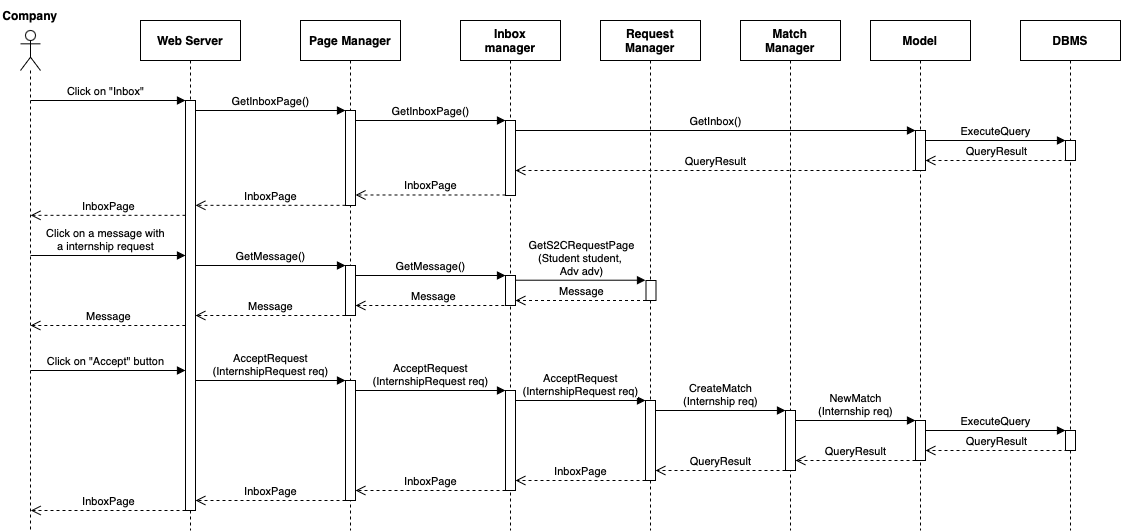 Company
Web Server
Page Manager
Inbox
manager
Request
Manager
Match
Manager
Model
DBMS
Click on "Inbox"
GetInboxPage()
GetInboxPage()
GetInbox()
ExecuteQuery
QueryResult
QueryResult
InboxPage
InboxPage
InboxPage
Click on a message with
a internship request
GetMessage()
GetMessage()
GetS2CRequestPage
(Student student,
Adv adv)
Message
Message
Message
Message
Click on "Accept" button
AcceptRequest
(InternshipRequest req)
AcceptRequest
(InternshipRequest req)
AcceptRequest
(InternshipRequest req)
CreateMatch
(Internship req)
NewMatch
(Internship req)
ExecuteQuery
QueryResult
QueryResult
QueryResult
InboxPage
InboxPage
InboxPage
InboxPage